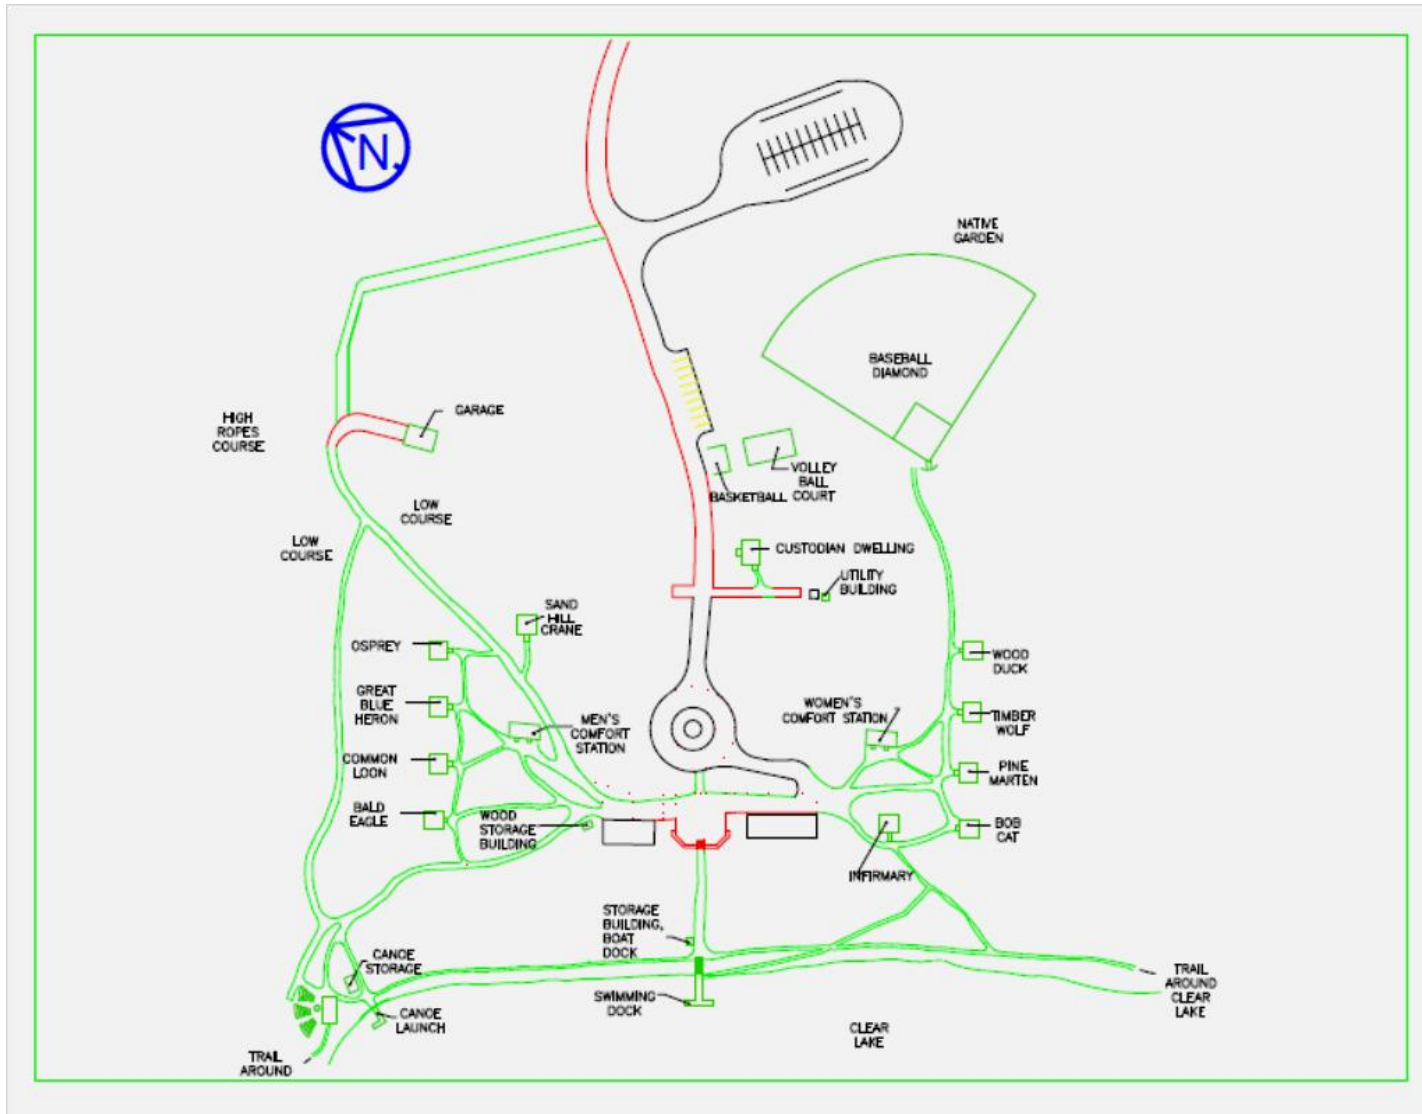 N
NATIVE
GARDEN
BASEBALL
DIAMOND
HIGH
ROPES
COURSE
GARAGE
VOLLEY
BALL
COURT
BASKETBALL
LOW
COURSE
LOW
COURSE
CUSTODIAN DWELLING
UTILITY
BUILDING
SAND
HILL
CRANE
OSPREY
WOOD
DUCK
GREAT
BLUE
HERON
MEN'S
COMFORT
STATION
WOMEN'S
COMFORT STATION
TIMBER
WOLF
COMMON
LOON
PINE
MARTEN
BALD
EAGLE
WOOD
STORAGE
BUILDING
BOB
CAT
INFIRMARY
STORAGE
BUILDING,
BOAT
DOCK
CANOE
STORAGE
SWIMMING
DOCK
CANOE
LAUNCH
TRAIL
AROUND
CLEAR
LAKE
CLEAR
LAKE
TRAIL
AROUND